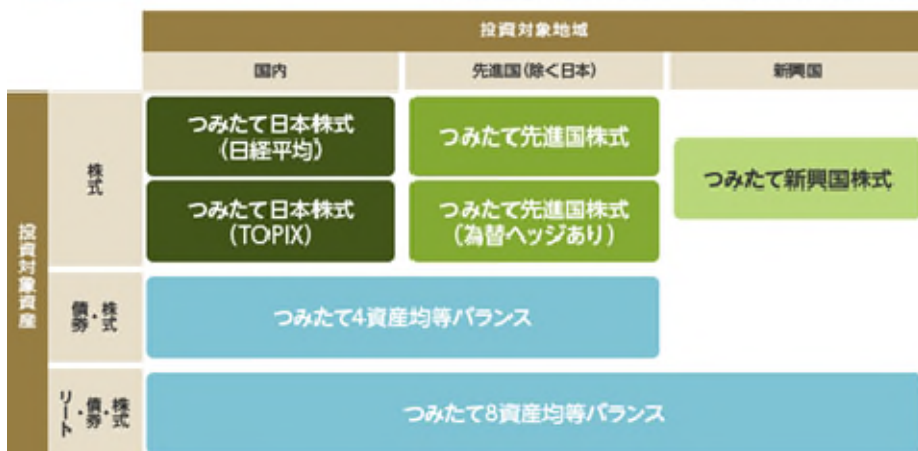 投資対象地域
国内
先進国(除く日本)
新興国
投資対象資産
株式
つみたて日本株式
(日経平均)
つみたて先進国株式
つみたて新興国株式
つみたて日本株式
(TOPIX)
つみたて先進国株式
(為替ヘッジあり)
株式・
債券
つみたて4資産均等バランス
株式・
債券・
リート
つみたて8資産均等バランス